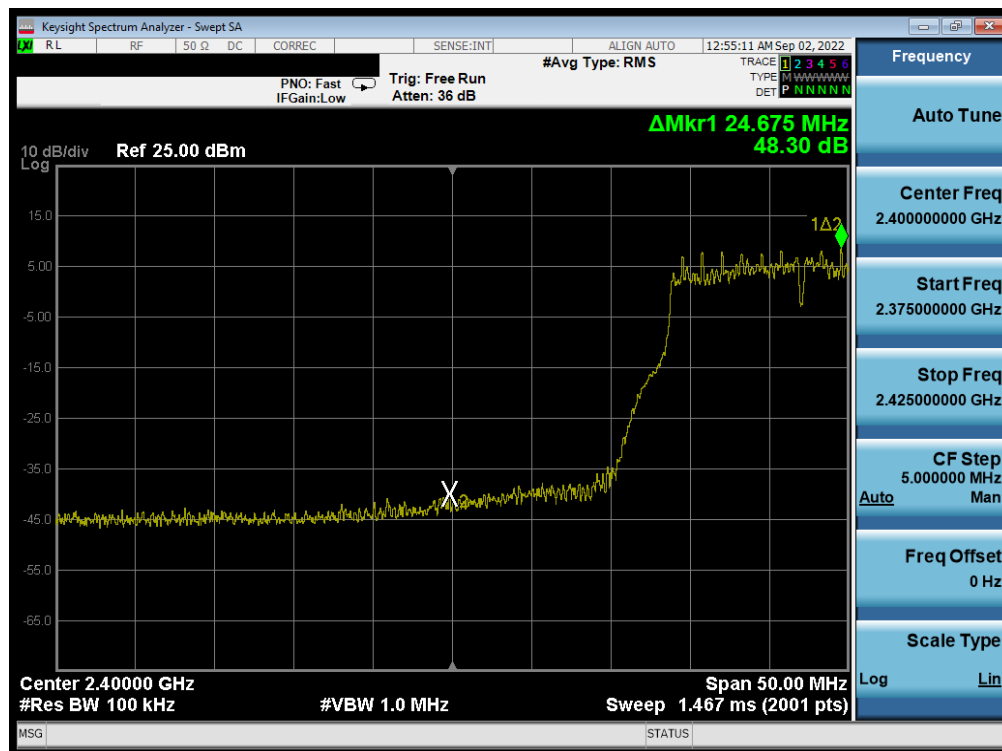 Keysight Spectrum Analyzer - Swept SA
LXI RL RF 50 Ω DC CORREC SENSE:INT ALIGN AUTO 12:55:11 AM Sep 02, 2022
PNO: Fast
IFGain:Low
Trig: Free Run
Atten: 36 dB
#Avg Type: RMS
TRACE 1 2 3 4 5 6
TYPE M WWWWW
DET P N N N N N
ΔMkr1 24.675 MHz
48.30 dB
10 dB/div
Log
Ref 25.00 dBm
15.0
5.00
-5.00
-15.0
-25.0
-35.0
-45.0
-55.0
-65.0
1Δ2
X2
Center 2.40000 GHz
#Res BW 100 kHz
#VBW 1.0 MHz
Span 50.00 MHz
Sweep 1.467 ms (2001 pts)
MSG
STATUS
Frequency
Auto Tune
Center Freq
2.400000000 GHz
Start Freq
2.375000000 GHz
Stop Freq
2.425000000 GHz
CF Step
5.000000 MHz
Auto Man
Freq Offset
0 Hz
Scale Type
Log Lin